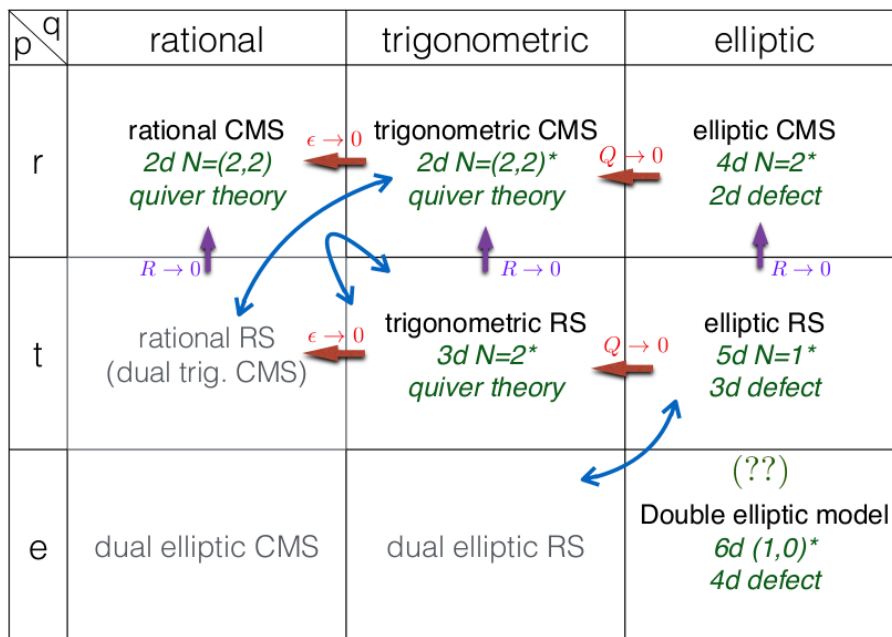 q
p
rational
trigonometric
elliptic
r
rational CMS
2d N=(2,2)
quiver theory
ϵ → 0
trigonometric CMS
2d N=(2,2)*
quiver theory
Q → 0
elliptic CMS
4d N=2*
2d defect
R → 0
R → 0
R → 0
t
rational RS
(dual trig. CMS)
ϵ → 0
trigonometric RS
3d N=2*
quiver theory
Q → 0
elliptic RS
5d N=1*
3d defect
e
dual elliptic CMS
dual elliptic RS
(??)
Double elliptic model
6d (1,0)*
4d defect